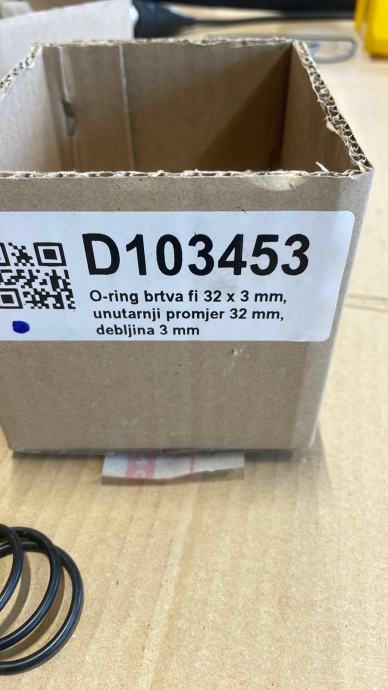 D103453
O-ring brtva fi 32 x 3 mm,
unutarnji promjer 32 mm,
debljina 3 mm